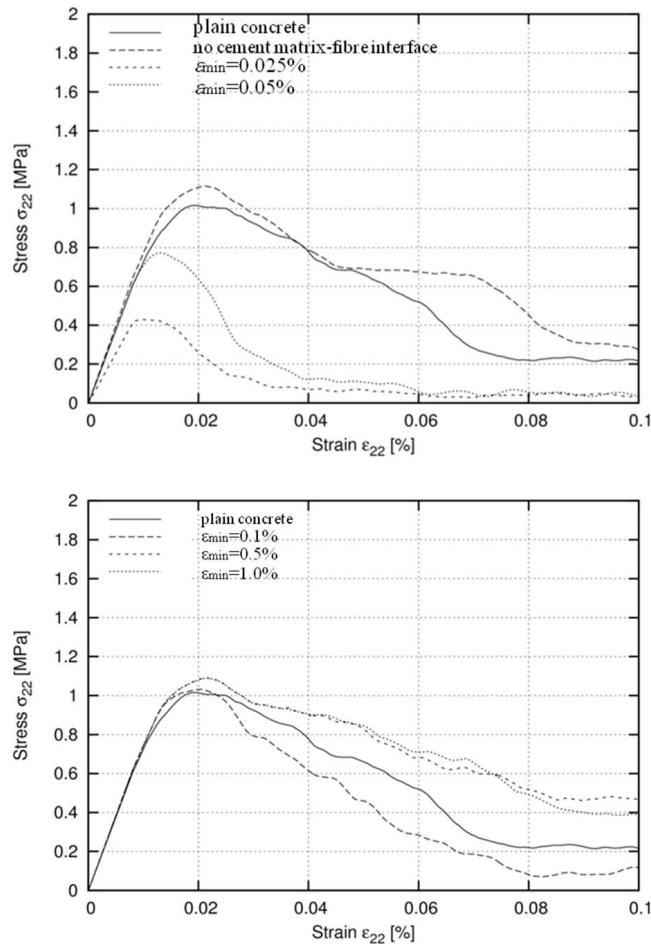 2
1.8
1.6
1.4
1.2
1
0.8
0.6
0.4
0.2
0
Stress σ22 [MPa]
plain concrete
no cement matrix-fibre interface
εmin=0.025%
εmin=0.05%
0 0.02 0.04 0.06 0.08 0.1
Strain ε22 [%]
2
1.8
1.6
1.4
1.2
1
0.8
0.6
0.4
0.2
0
Stress σ22 [MPa]
plain concrete
εmin=0.1%
εmin=0.5%
εmin=1.0%
0 0.02 0.04 0.06 0.08 0.1
Strain ε22 [%]